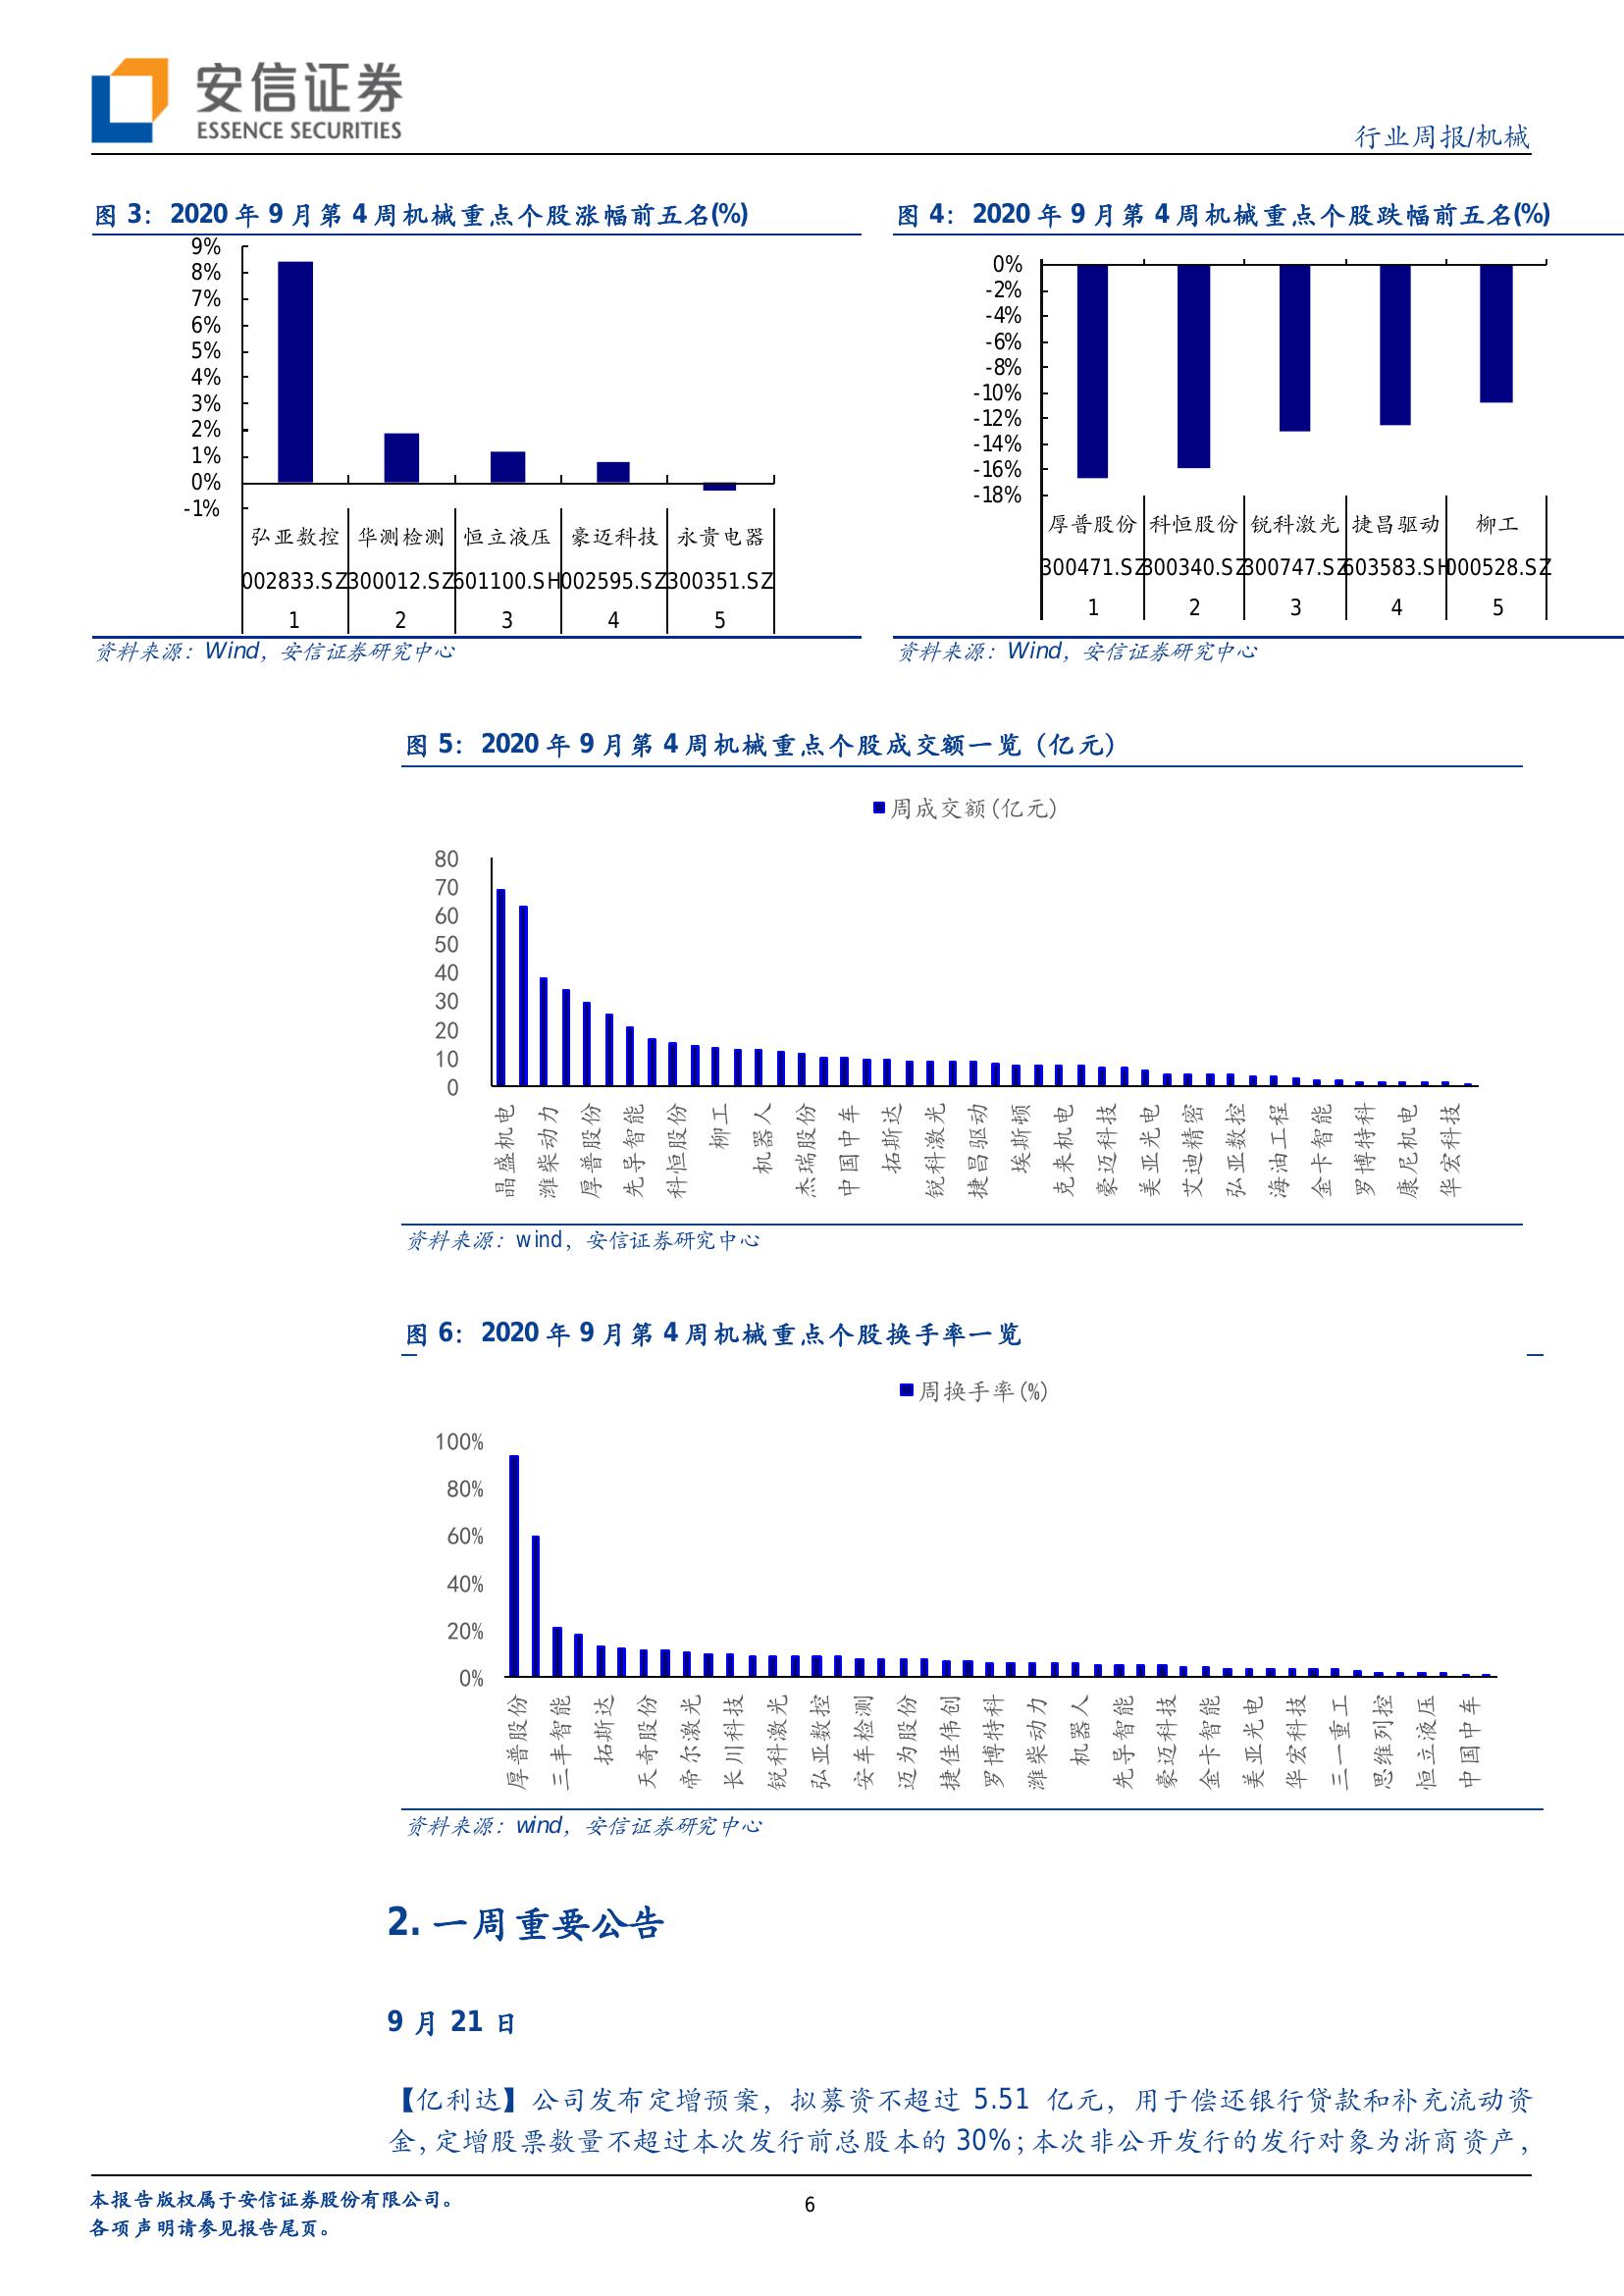 安信证券
ESSENCE SECURITIES
行业周报/机械
图 3：2020 年 9 月第 4 周机械重点个股涨幅前五名(%)
9%
8%
7%
6%
5%
4%
3%
2%
1%
0%
-1%
弘亚数控 华测检测 恒立液压 豪迈科技 永贵电器
002833.SZ 300012.SZ 601100.SH 002595.SZ 300351.SZ
1 2 3 4 5
资料来源：Wind，安信证券研究中心
图 4：2020 年 9 月第 4 周机械重点个股跌幅前五名(%)
0%
-2%
-4%
-6%
-8%
-10%
-12%
-14%
-16%
-18%
厚普股份 科恒股份 锐科激光 捷昌驱动 柳工
300471.SZ 300340.SZ 300747.SZ 603583.SH 000528.SZ
1 2 3 4 5
资料来源：Wind，安信证券研究中心
图 5：2020 年 9 月第 4 周机械重点个股成交额一览（亿元）
周成交额(亿元)
80
70
60
50
40
30
20
10
0
晶盛机电 潍柴动力 厚普股份 先导智能 科恒股份 柳工 机器人 杰瑞股份 中国中车 拓斯达 锐科激光 捷昌驱动 埃斯顿 克来机电 豪迈科技 美亚光电 艾迪精密 弘亚数控 海油工程 金卡智能 罗博特科 康尼机电 华宏科技
资料来源：wind，安信证券研究中心
图 6：2020 年 9 月第 4 周机械重点个股换手率一览
周换手率(%)
100%
80%
60%
40%
20%
0%
厚普股份 三丰智能 拓斯达 天奇股份 帝尔激光 长川科技 锐科激光 弘亚数控 安车检测 迈为股份 捷佳伟创 罗博特科 潍柴动力 机器人 先导智能 豪迈科技 金卡智能 美亚光电 华宏科技 三一重工 思维列控 恒立液压 中国中车
资料来源：wind，安信证券研究中心
2. 一周重要公告
9 月 21 日
【亿利达】公司发布定增预案，拟募资不超过 5.51 亿元，用于偿还银行贷款和补充流动资
金，定增股票数量不超过本次发行前总股本的 30%；本次非公开发行的发行对象为浙商资产，
本报告版权属于安信证券股份有限公司。
各项声明请参见报告尾页。
6